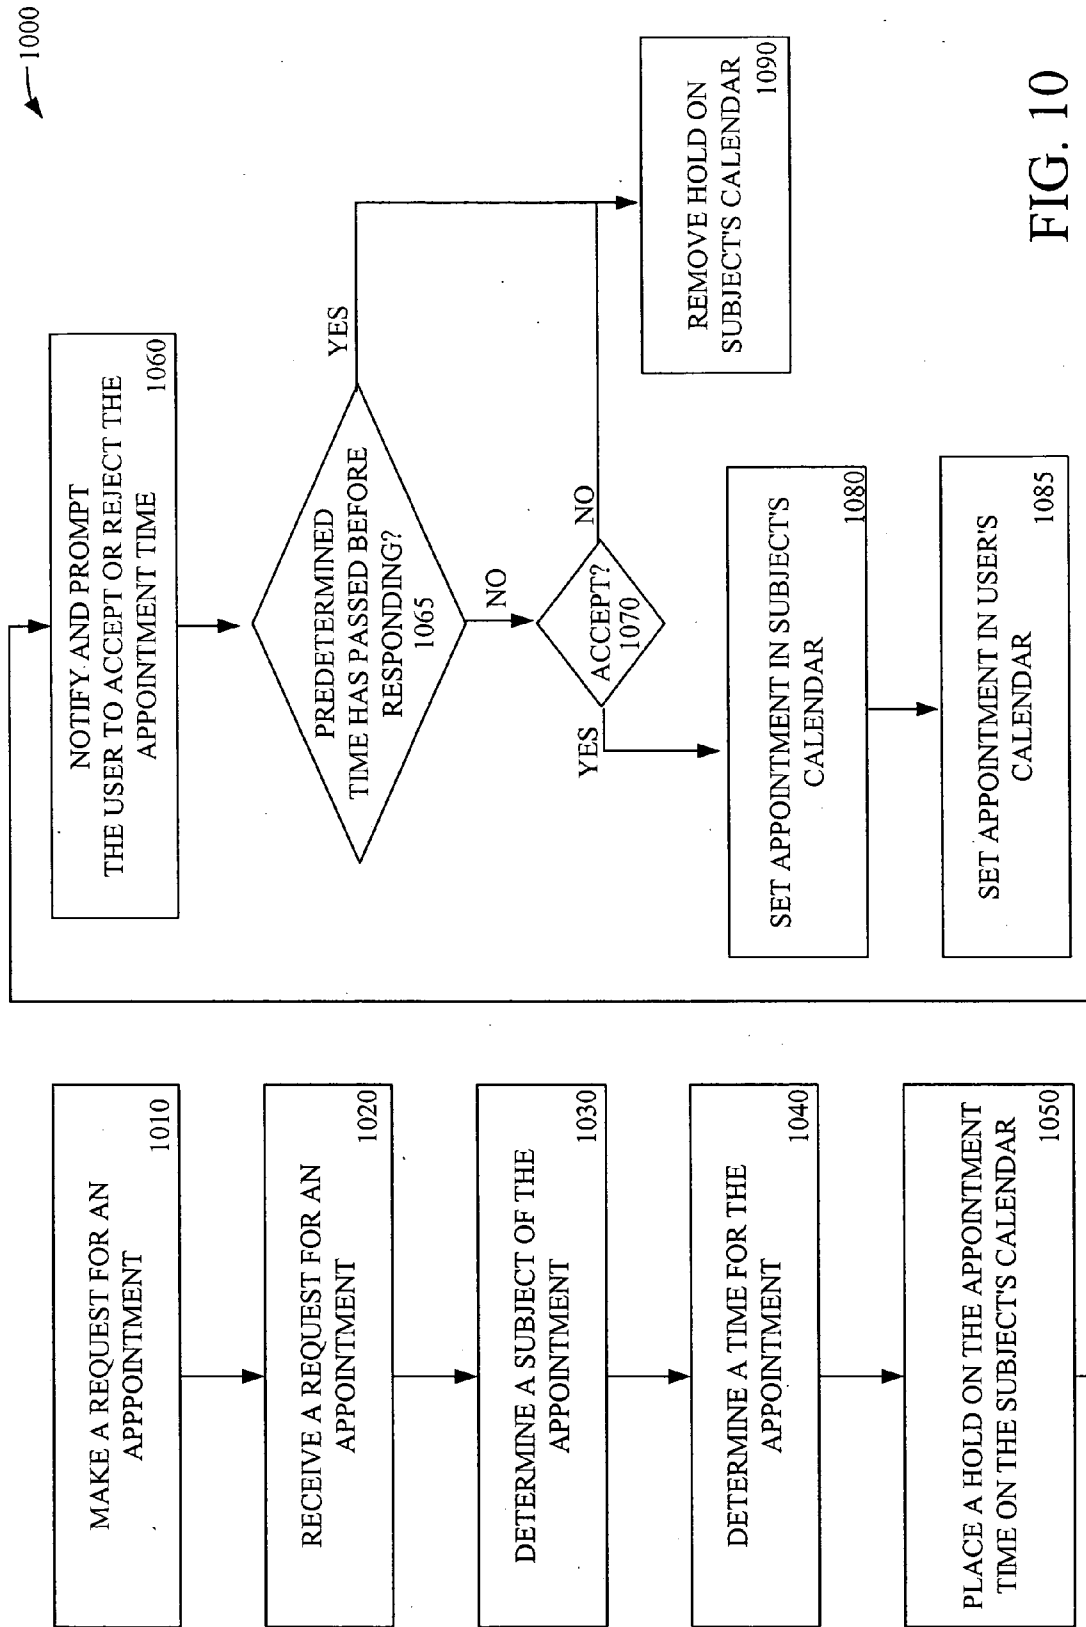 1000
MAKE A REQUEST FOR AN
APPPOINTMENT
1010
RECEIVE A REQUEST FOR AN
APPOINTMENT
1020
DETERMINE A SUBJECT OF THE
APPOINTMENT
1030
DETERMINE A TIME FOR THE
APPOINTMENT
1040
PLACE A HOLD ON THE APPOINTMENT
TIME ON THE SUBJECT'S CALENDAR
1050
NOTIFY AND PROMPT
THE USER TO ACCEPT OR REJECT THE
APPOINTMENT TIME
1060
PREDETERMINED
TIME HAS PASSED BEFORE
RESPONDING?
1065
YES
NO
ACCEPT?
1070
NO
YES
SET APPOINTMENT IN SUBJECT'S
CALENDAR
1080
SET APPOINTMENT IN USER'S
CALENDAR
1085
REMOVE HOLD ON
SUBJECT'S CALENDAR
1090
FIG. 10